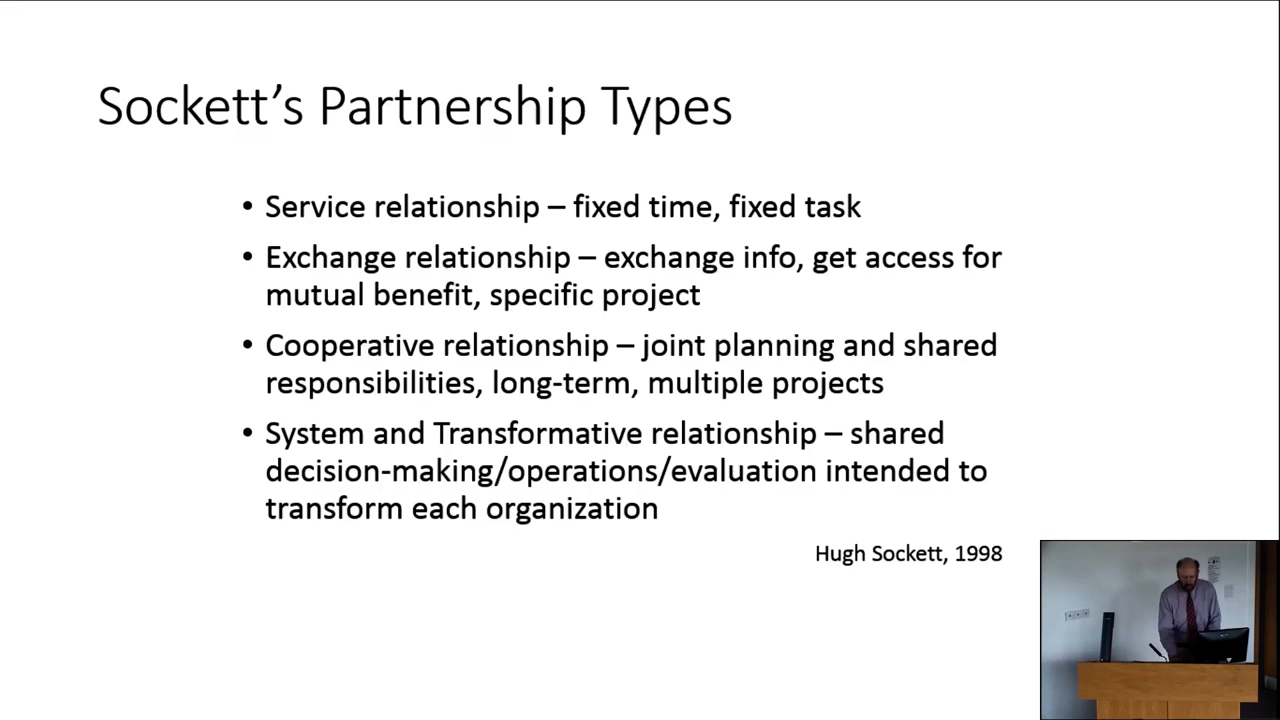 Sockett’s Partnership Types
• Service relationship – fixed time, fixed task
• Exchange relationship – exchange info, get access for
mutual benefit, specific project
• Cooperative relationship – joint planning and shared
responsibilities, long-term, multiple projects
• System and Transformative relationship – shared
decision-making/operations/evaluation intended to
transform each organization
Hugh Sockett, 1998